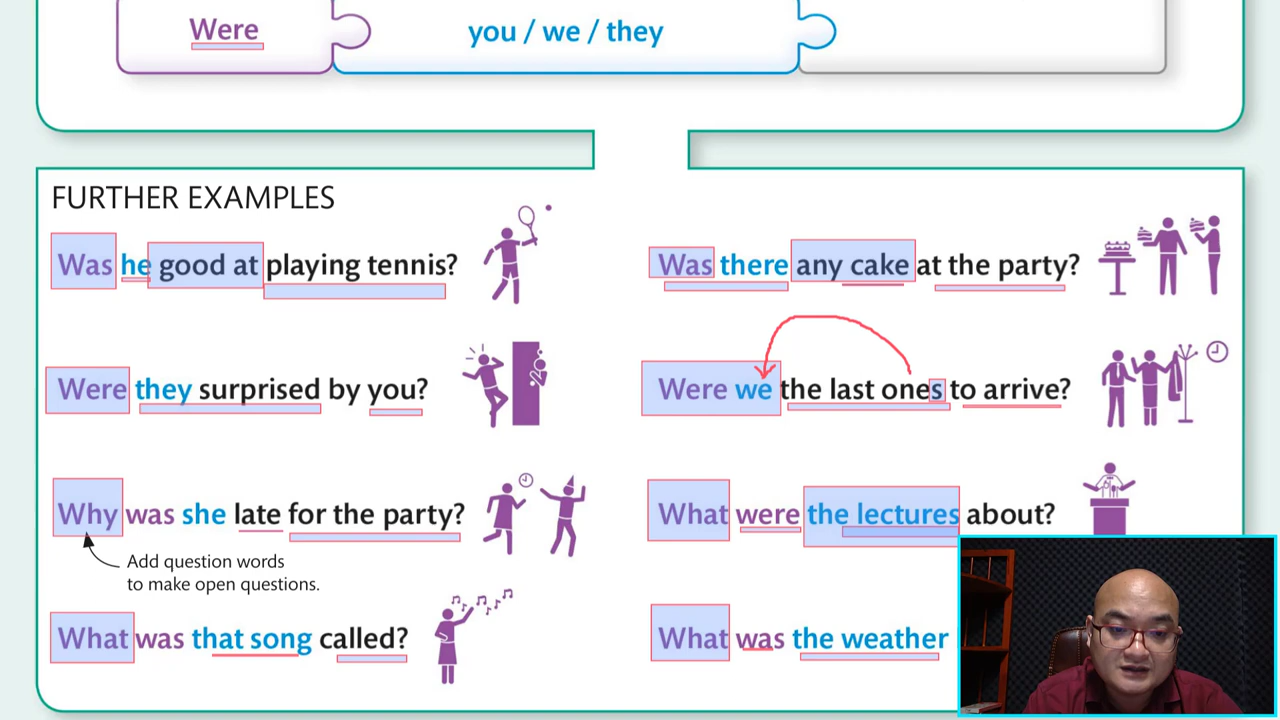 Were
you / we / they
FURTHER EXAMPLES
Was he good at playing tennis?
Was there any cake at the party?
Were they surprised by you?
Were we the last ones to arrive?
Why was she late for the party?
What were the lectures about?
Add question words
to make open questions.
What was that song called?
What was the weather